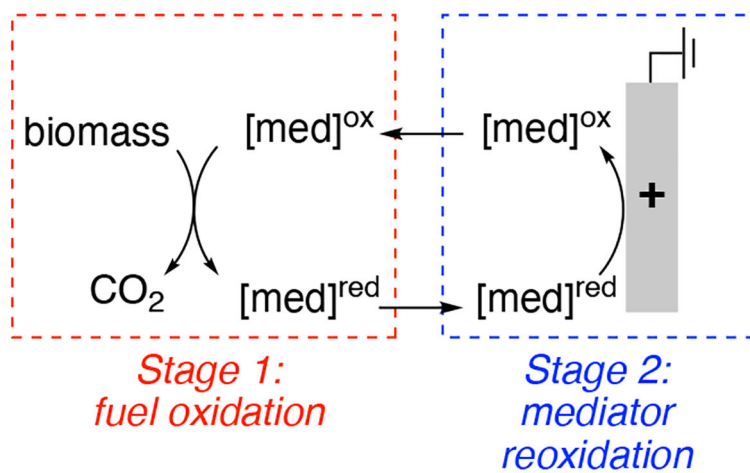 biomass [med]ox [med]ox
+
CO2 [med]red [med]red
Stage 1:
fuel oxidation
Stage 2:
mediator
reoxidation